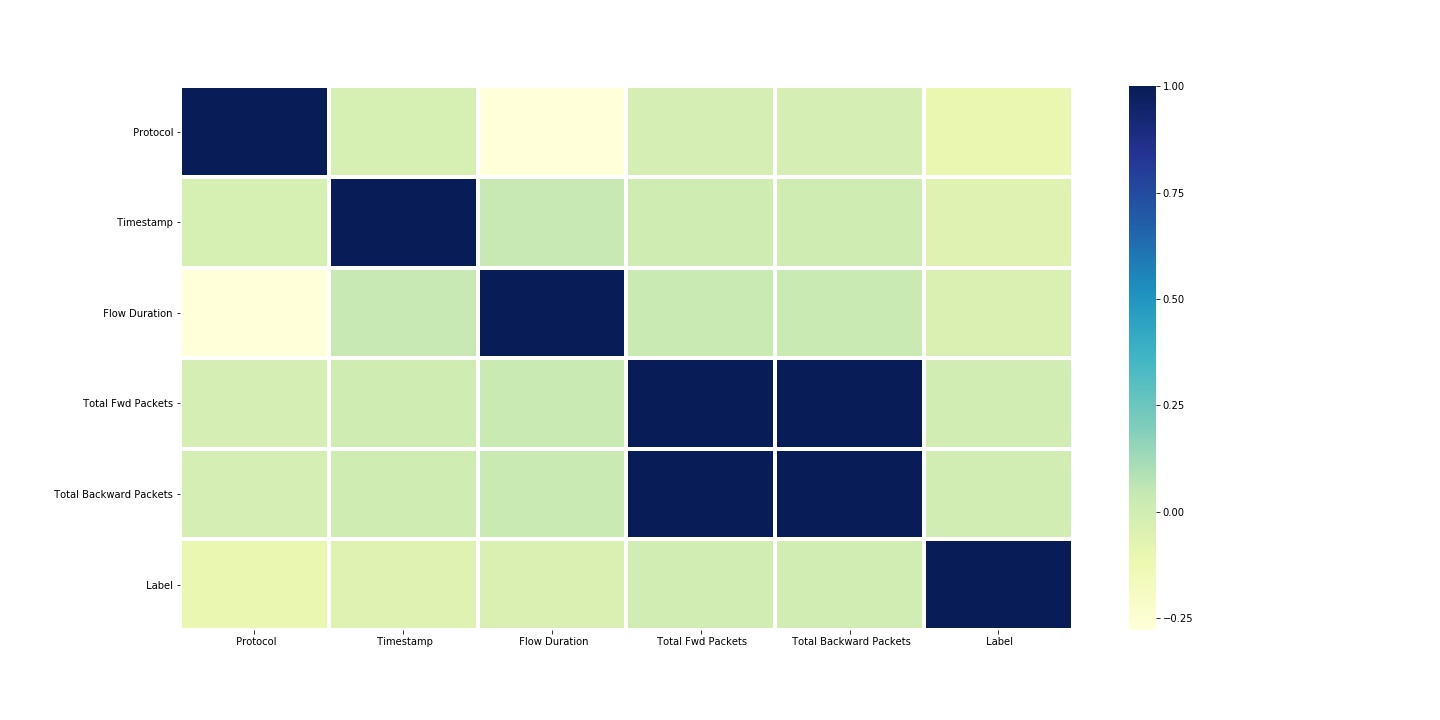 Protocol
Timestamp
Flow Duration
Total Fwd Packets
Total Backward Packets
Label
Protocol Timestamp Flow Duration Total Fwd Packets Total Backward Packets Label
1.00
0.75
0.50
0.25
0.00
−0.25